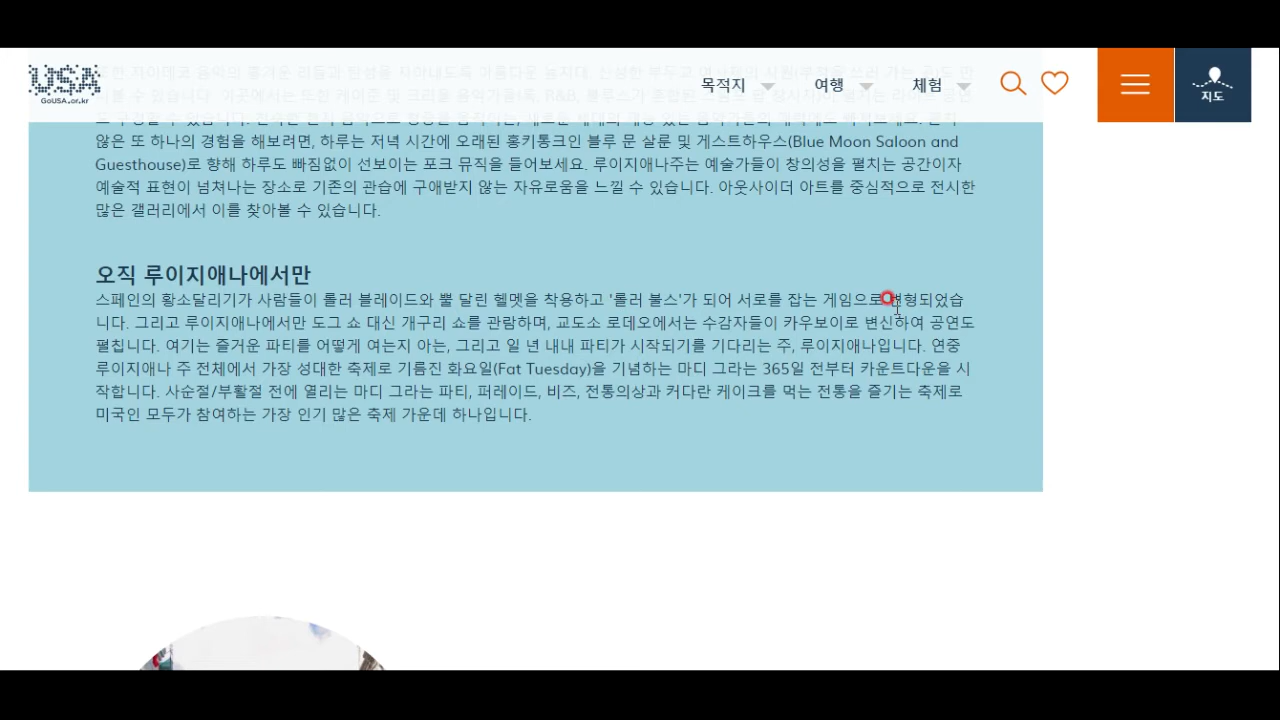 USA
GoUSA.or.kr
목적지
여행
체험
지도
않은 또 하나의 경험을 해보려면, 하루는 저녁 시간에 오래된 홍키통크인 블루 문 살룬 및 게스트하우스(Blue Moon Saloon and
Guesthouse)로 향해 하루도 빠짐없이 선보이는 포크 뮤직을 들어보세요. 루이지애나주는 예술가들이 창의성을 펼치는 공간이자
예술적 표현이 넘쳐나는 장소로 기존의 관습에 구애받지 않는 자유로움을 느낄 수 있습니다. 아웃사이더 아트를 중심적으로 전시한
많은 갤러리에서 이를 찾아볼 수 있습니다.
오직 루이지애나에서만
스페인의 황소달리기가 사람들이 롤러 블레이드와 뿔 달린 헬멧을 착용하고 '롤러 불스'가 되어 서로를 잡는 게임으로 변형되었습
니다. 그리고 루이지애나에서만 도그 쇼 대신 개구리 쇼를 관람하며, 교도소 로데오에서는 수감자들이 카우보이로 변신하여 공연도
펼칩니다. 여기는 즐거운 파티를 어떻게 여는지 아는, 그리고 일 년 내내 파티가 시작되기를 기다리는 주, 루이지애나입니다. 연중
루이지애나 주 전체에서 가장 성대한 축제로 기름진 화요일(Fat Tuesday)을 기념하는 마디 그라는 365일 전부터 카운트다운을 시
작합니다. 사순절/부활절 전에 열리는 마디 그라는 파티, 퍼레이드, 비즈, 전통의상과 커다란 케이크를 먹는 전통을 즐기는 축제로
미국인 모두가 참여하는 가장 인기 많은 축제 가운데 하나입니다.